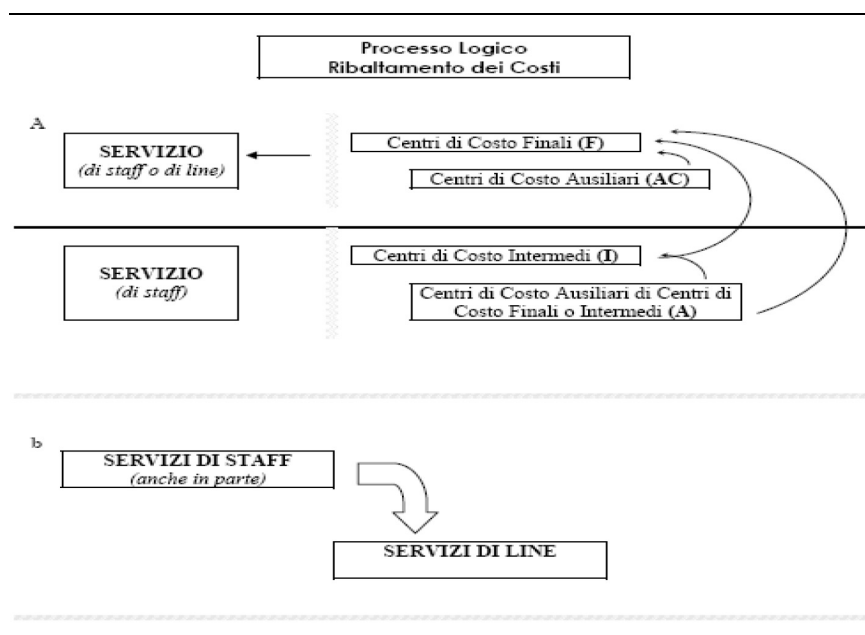 Processo Logico
Ribaltamento dei Costi
A
SERVIZIO
(di staff o di line)
Centri di Costo Finali (F)
Centri di Costo Ausiliari (AC)
SERVIZIO
(di staff)
Centri di Costo Intermedi (I)
Centri di Costo Ausiliari di Centri di
Costo Finali o Intermedi (A)
b
SERVIZI DI STAFF
(anche in parte)
SERVIZI DI LINE